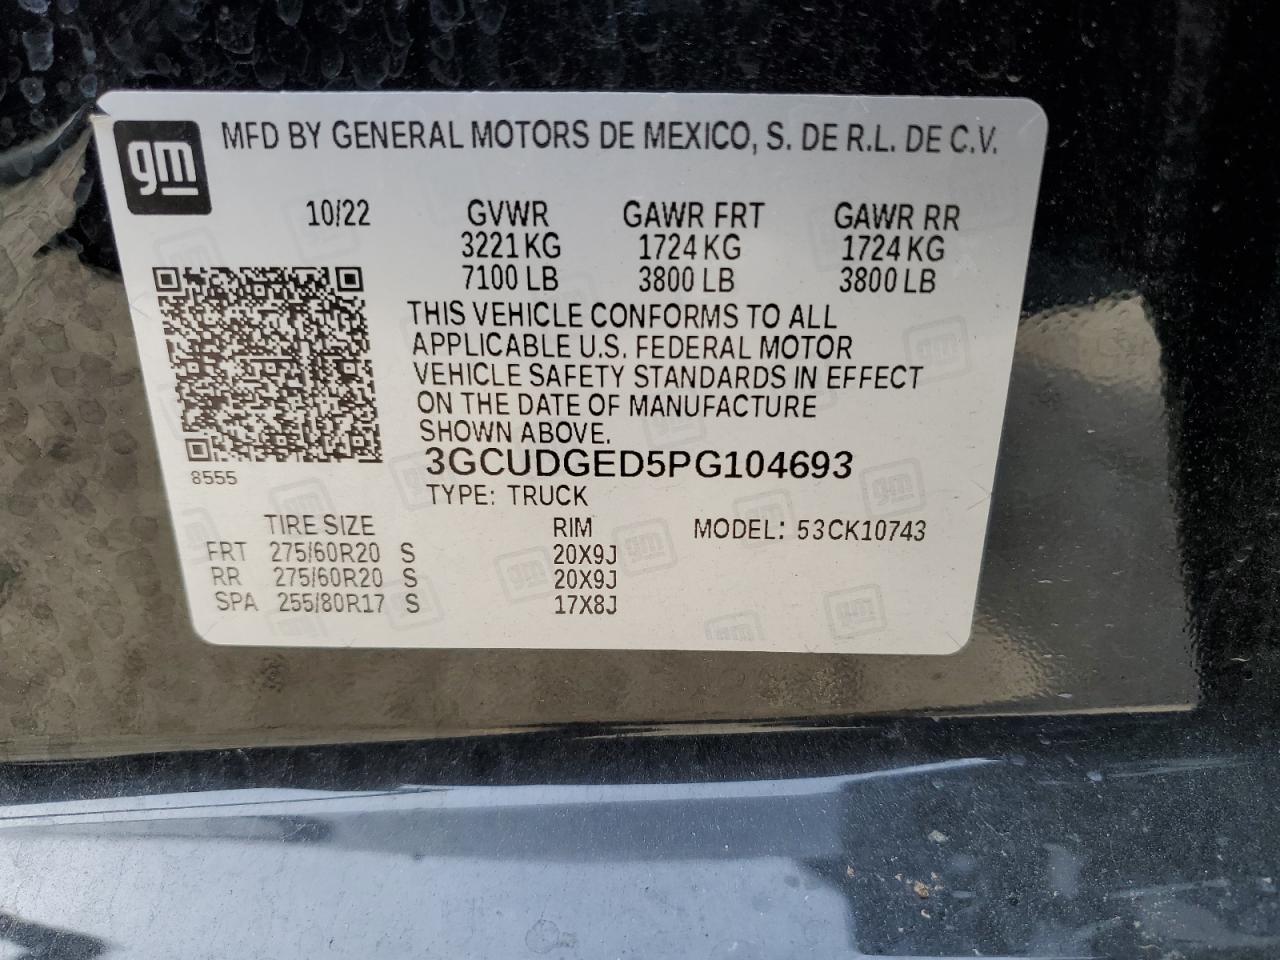 gm
MFD BY GENERAL MOTORS DE MEXICO, S. DE R.L. DE C.V.
10/22 GVWR GAWR FRT GAWR RR
3221 KG 1724 KG 1724 KG
7100 LB 3800 LB 3800 LB
THIS VEHICLE CONFORMS TO ALL
APPLICABLE U.S. FEDERAL MOTOR
VEHICLE SAFETY STANDARDS IN EFFECT
ON THE DATE OF MANUFACTURE
SHOWN ABOVE.
3GCUDGED5PG104693
8555
TYPE: TRUCK
TIRE SIZE RIM MODEL: 53CK10743
FRT 275/60R20 S 20X9J
RR 275/60R20 S 20X9J
SPA 255/80R17 S 17X8J